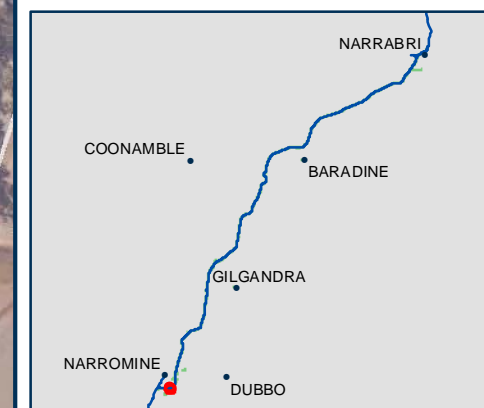 NARRABRI
COONAMBLE
BARADINE
GILGANDRA
NARROMINE
DUBBO